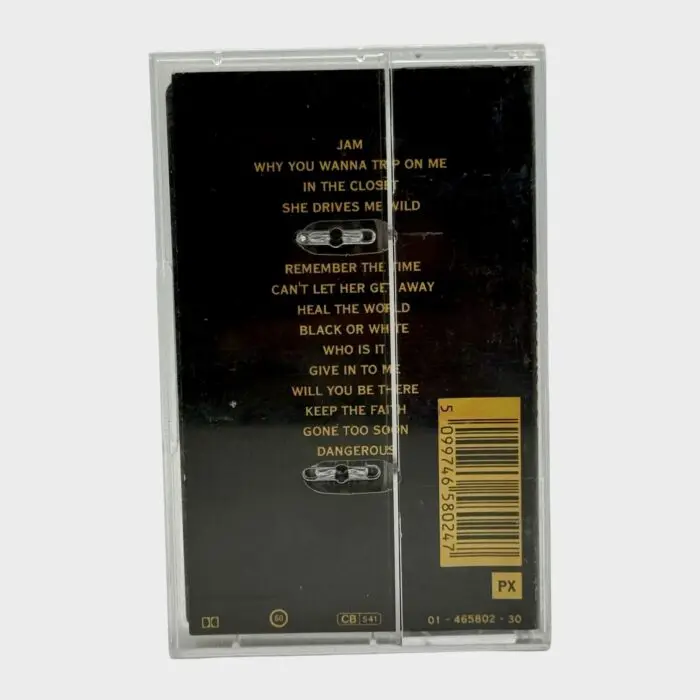 JAM
WHY YOU WANNA TRIP ON ME
IN THE CLOSET
SHE DRIVES ME WILD
REMEMBER THE TIME
CAN'T LET HER GET AWAY
HEAL THE WORLD
BLACK OR WHITE
WHO IS IT
GIVE IN TO ME
WILL YOU BE THERE
KEEP THE FAITH
GONE TOO SOON
DANGEROUS
5 099746 580247
PX
CB 541
01 - 465802 - 30